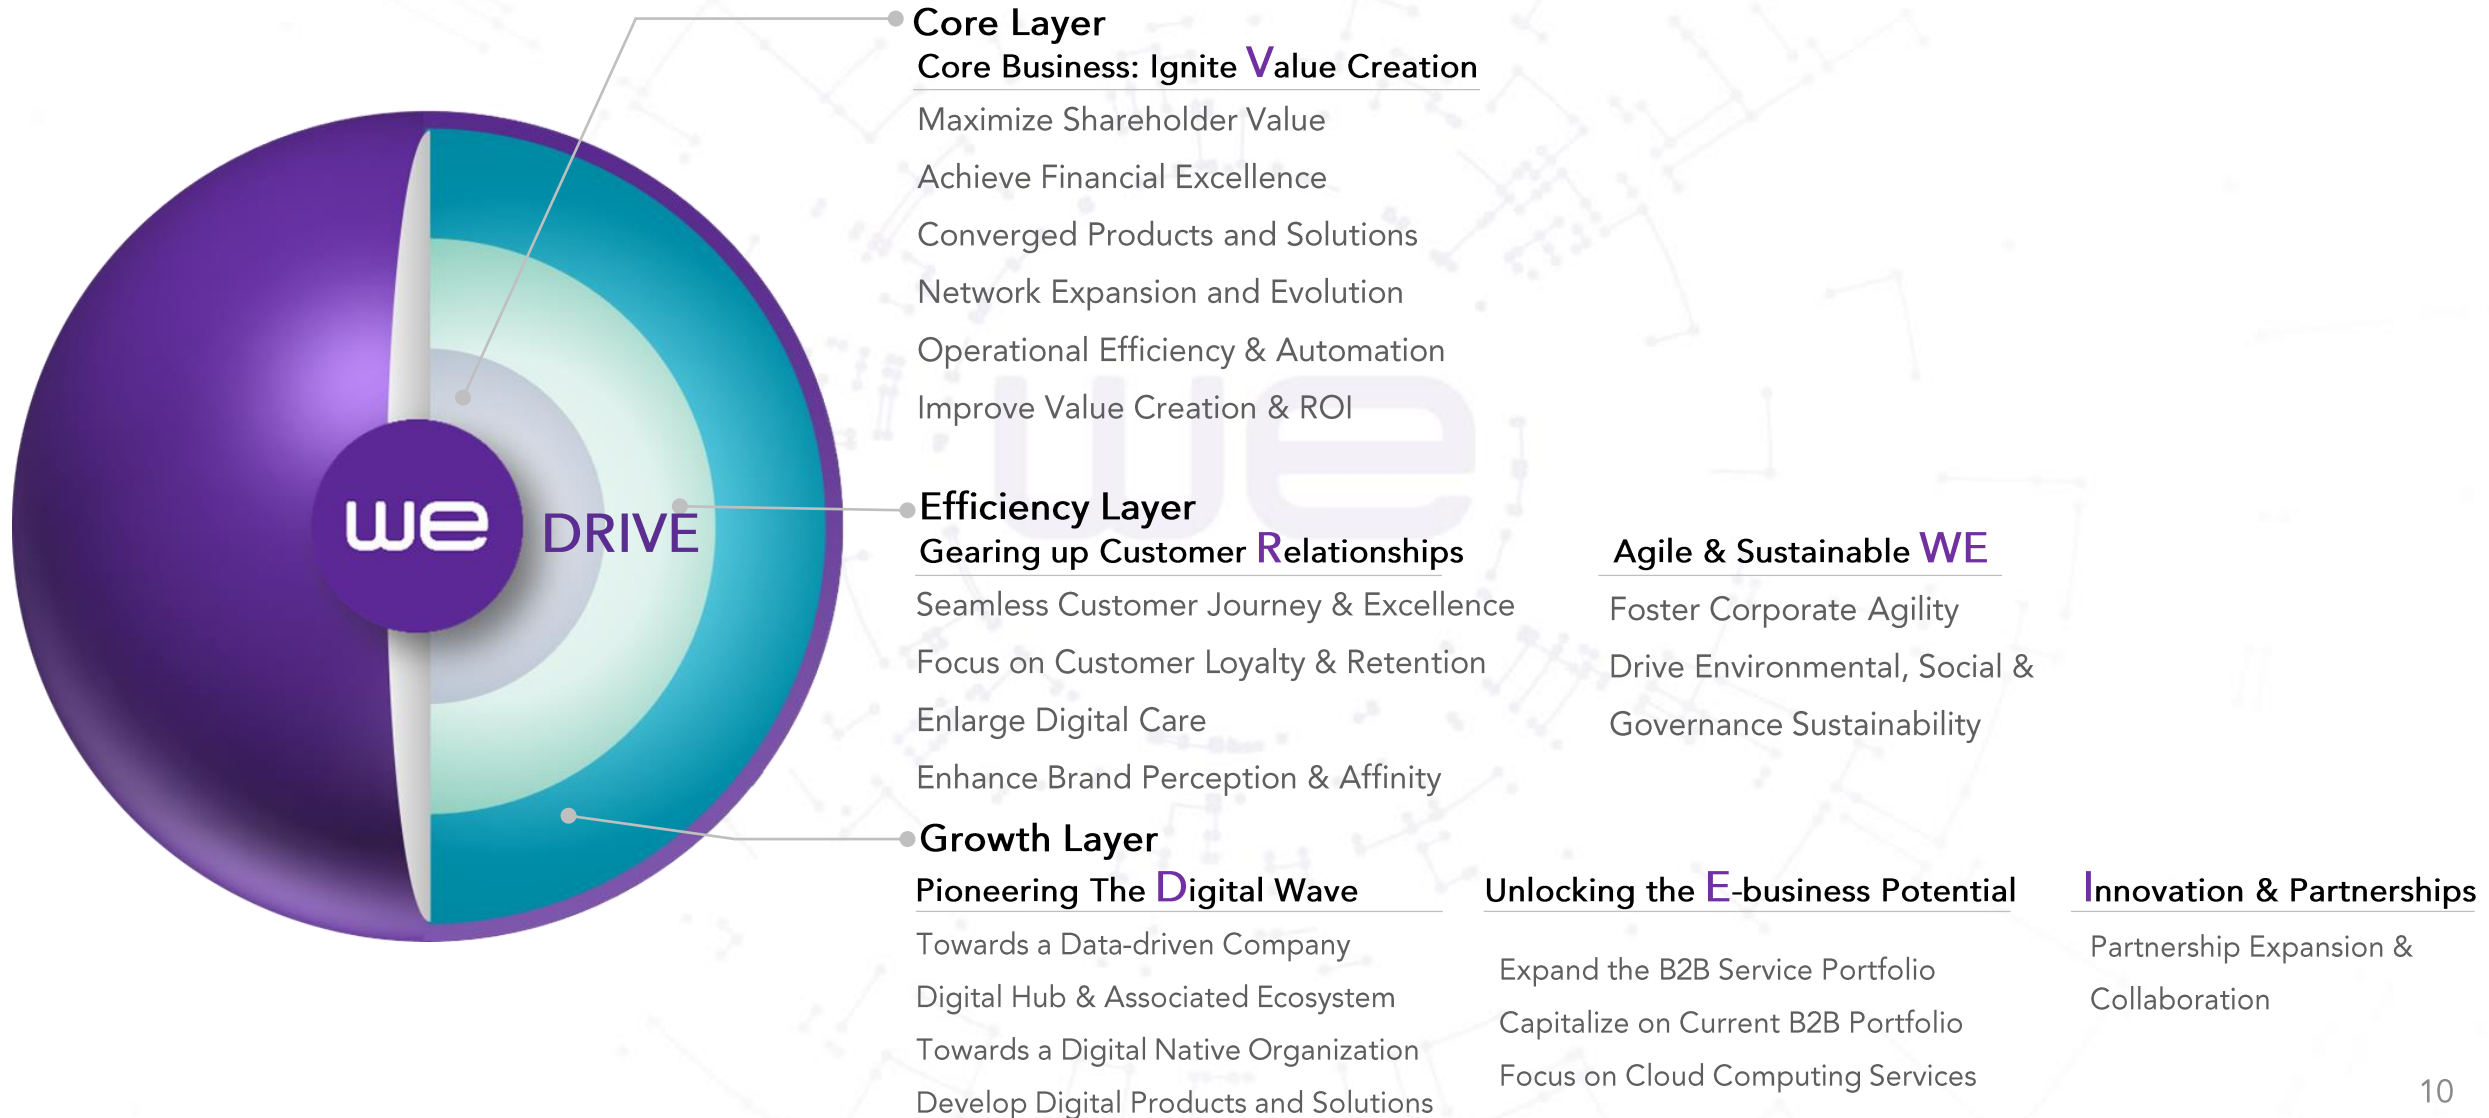 Core Layer
Core Business: Ignite Value Creation
Maximize Shareholder Value
Achieve Financial Excellence
Converged Products and Solutions
Network Expansion and Evolution
Operational Efficiency & Automation
Improve Value Creation & ROI
we
we DRIVE
Efficiency Layer
Gearing up Customer Relationships
Seamless Customer Journey & Excellence
Focus on Customer Loyalty & Retention
Enlarge Digital Care
Enhance Brand Perception & Affinity
Agile & Sustainable WE
Foster Corporate Agility
Drive Environmental, Social &
Governance Sustainability
Growth Layer
Pioneering The Digital Wave
Towards a Data-driven Company
Digital Hub & Associated Ecosystem
Towards a Digital Native Organization
Develop Digital Products and Solutions
Unlocking the E-business Potential
Expand the B2B Service Portfolio
Capitalize on Current B2B Portfolio
Focus on Cloud Computing Services
Innovation & Partnerships
Partnership Expansion &
Collaboration
10